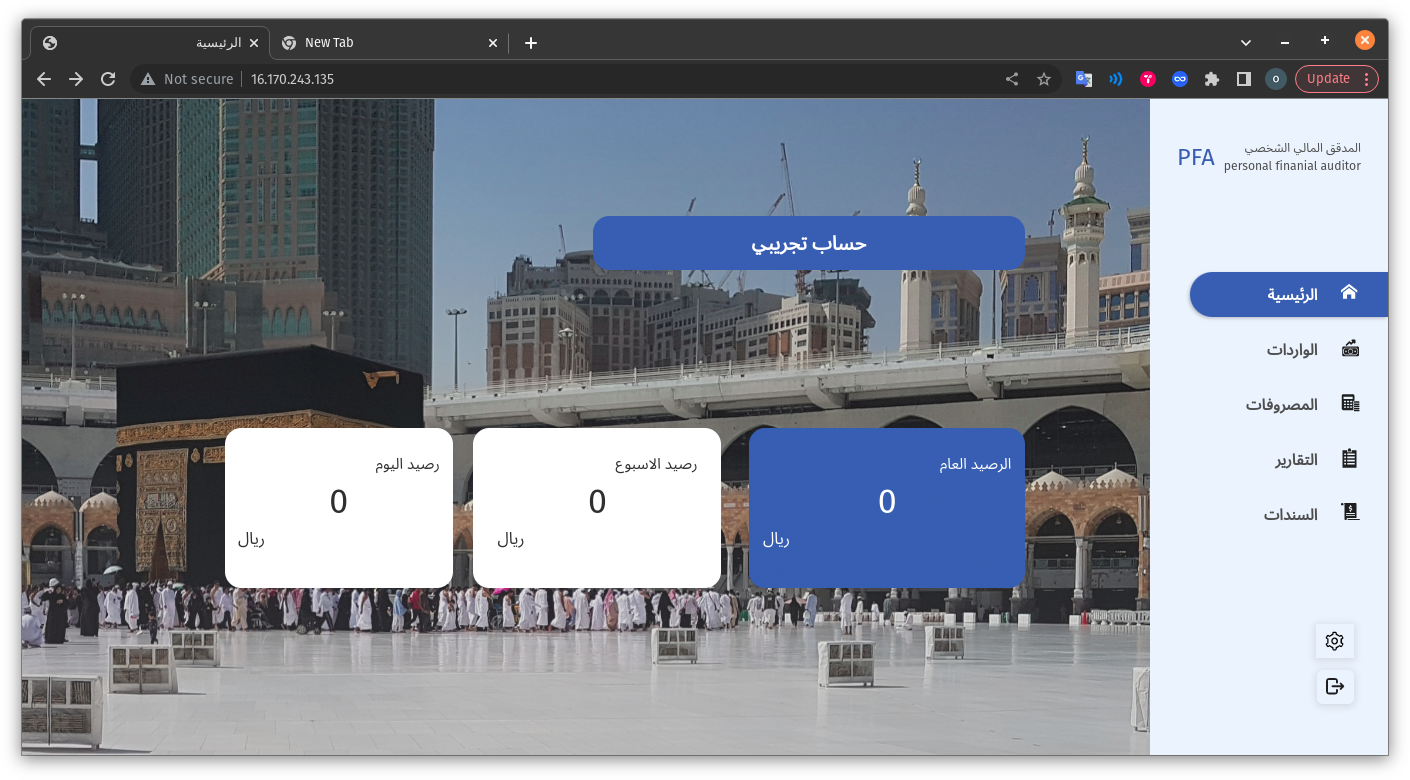 الرئيسية
New Tab
Not secure
16.170.243.135
O
Update
المدقق المالي الشخصي
PFA
personal finanial auditor
حساب تجريبي
الرئيسية
الواردات
المصروفات
التقارير
السندات
الرصيد العام
0
ريال
رصيد الاسبوع
0
ريال
رصيد اليوم
0
ريال